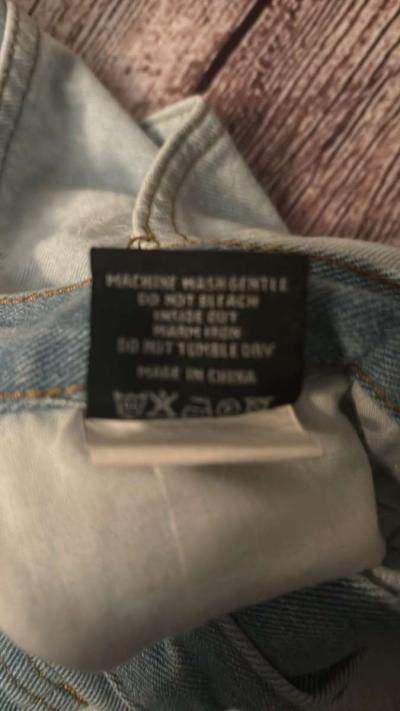 MACHINE WASH GENTLE
DO NOT BLEACH
INSIDE OUT
WARM IRON
DO NOT TUMBLE DRY
MADE IN CHINA